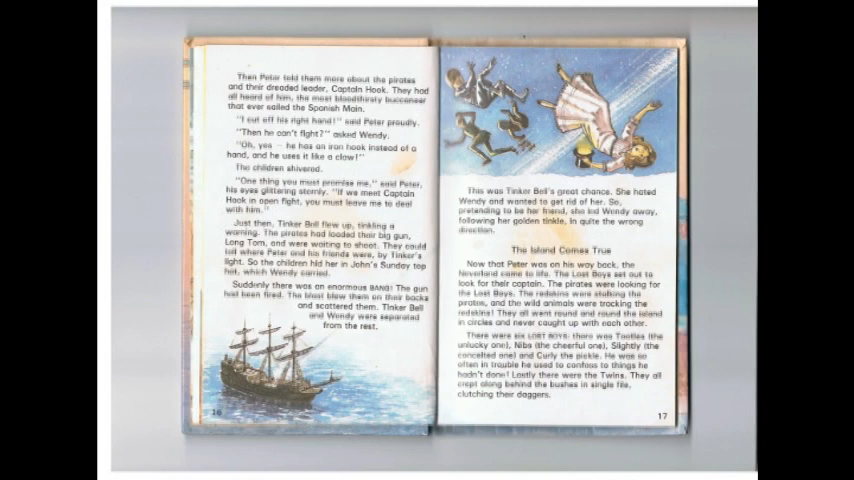 Then Peter told them more about the pirates
and their dreaded leader, Captain Hook. They had
all heard of him, the most bloodthirsty buccaneer
that ever sailed the Spanish Main.
"I cut off his right hand!" said Peter proudly.
"Then he can't fight?" asked Wendy.
"Oh, yes – he has an iron hook instead of a
hand, and he uses it like a claw!"
The children shivered.
"One thing you must promise me," said Peter,
his eyes glittering sternly. "If we meet Captain
Hook in open fight, you must leave me to deal
with him."
Just then, Tinker Bell flew up, tinkling a
warning. The pirates had loaded their big gun,
Long Tom, and were waiting to shoot. They could
tell where Peter and his friends were, by Tinker's
light. So the children hid her in John's Sunday top
hat, which Wendy carried.
Suddenly there was an enormous BANG! The gun
had been fired. The blast blew them on their backs
and scattered them. Tinker Bell
and Wendy were separated
from the rest.
16
This was Tinker Bell's great chance. She hated
Wendy and wanted to get rid of her. So,
pretending to be her friend, she led Wendy away,
following her golden tinkle, in quite the wrong
direction.
The Island Comes True
Now that Peter was on his way back, the
Neverland came to life. The Lost Boys set out to
look for their captain. The pirates were looking for
the Lost Boys. The redskins were stalking the
pirates, and the wild animals were tracking the
redskins! They all went round and round the island
in circles and never caught up with each other.
There were six LOST BOYS: there was Tootles (the
unlucky one), Nibs (the cheerful one), Slightly (the
conceited one) and Curly the pickle. He was so
often in trouble he used to confess to things he
hadn't done! Lastly there were the Twins. They all
crept along behind the bushes in single file,
clutching their daggers.
17